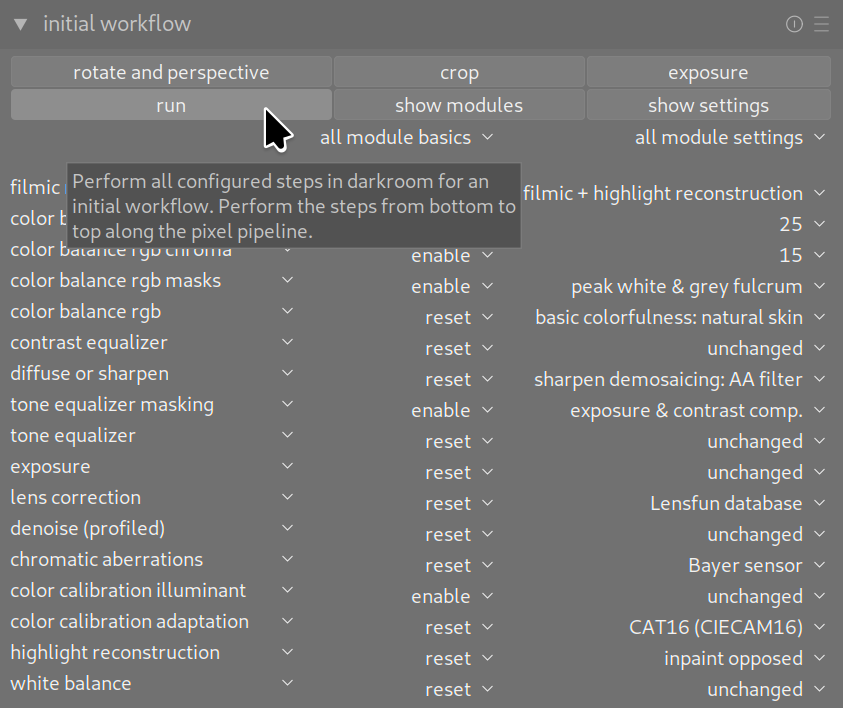 initial workflow
rotate and perspective crop exposure
run show modules show settings
all module basics all module settings
Perform all configured steps in darkroom for an
initial workflow. Perform the steps from bottom to
top along the pixel pipeline.
filmic filmic + highlight reconstruction
color b 25
color balance rgb chroma enable 15
color balance rgb masks enable peak white & grey fulcrum
color balance rgb reset basic colorfulness: natural skin
contrast equalizer reset unchanged
diffuse or sharpen reset sharpen demosaicing: AA filter
tone equalizer masking enable exposure & contrast comp.
tone equalizer reset unchanged
exposure reset unchanged
lens correction reset Lensfun database
denoise (profiled) reset unchanged
chromatic aberrations reset Bayer sensor
color calibration illuminant enable unchanged
color calibration adaptation reset CAT16 (CIECAM16)
highlight reconstruction reset inpaint opposed
white balance reset unchanged